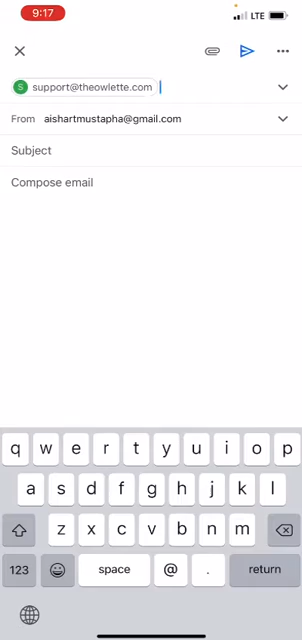 9:17
LTE
S support@theowlette.com
From aishartmustapha@gmail.com
Subject
Compose email
q w e r t y u i o p
a s d f g h j k l
z x c v b n m
123 space @ . return